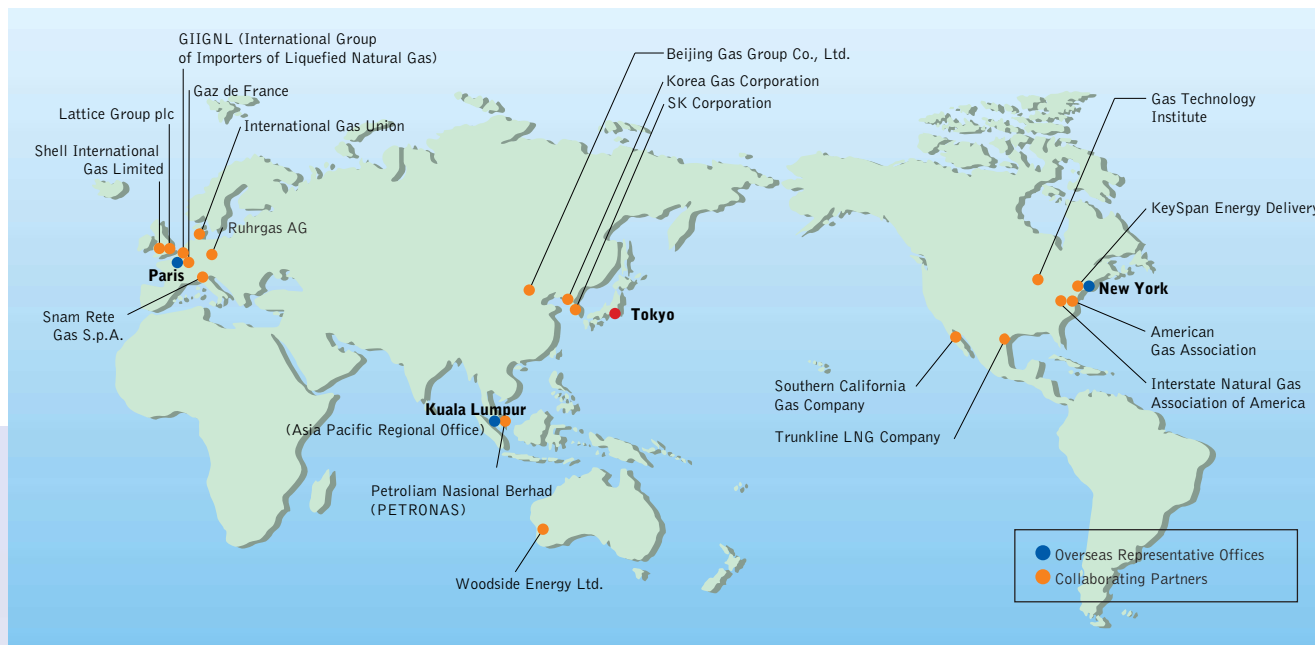 GIIGNL (International Group
of Importers of Liquefied Natural Gas)
Gaz de France
Lattice Group plc
International Gas Union
Shell International
Gas Limited
Ruhrgas AG
Paris
Snam Rete
Gas S.p.A.
Beijing Gas Group Co., Ltd.
Korea Gas Corporation
SK Corporation
Tokyo
Kuala Lumpur
(Asia Pacific Regional Office)
Petroliam Nasional Berhad
(PETRONAS)
Woodside Energy Ltd.
Gas Technology
Institute
KeySpan Energy Delivery
New York
American
Gas Association
Interstate Natural Gas
Association of America
Southern California
Gas Company
Trunkline LNG Company
Overseas Representative Offices
Collaborating Partners